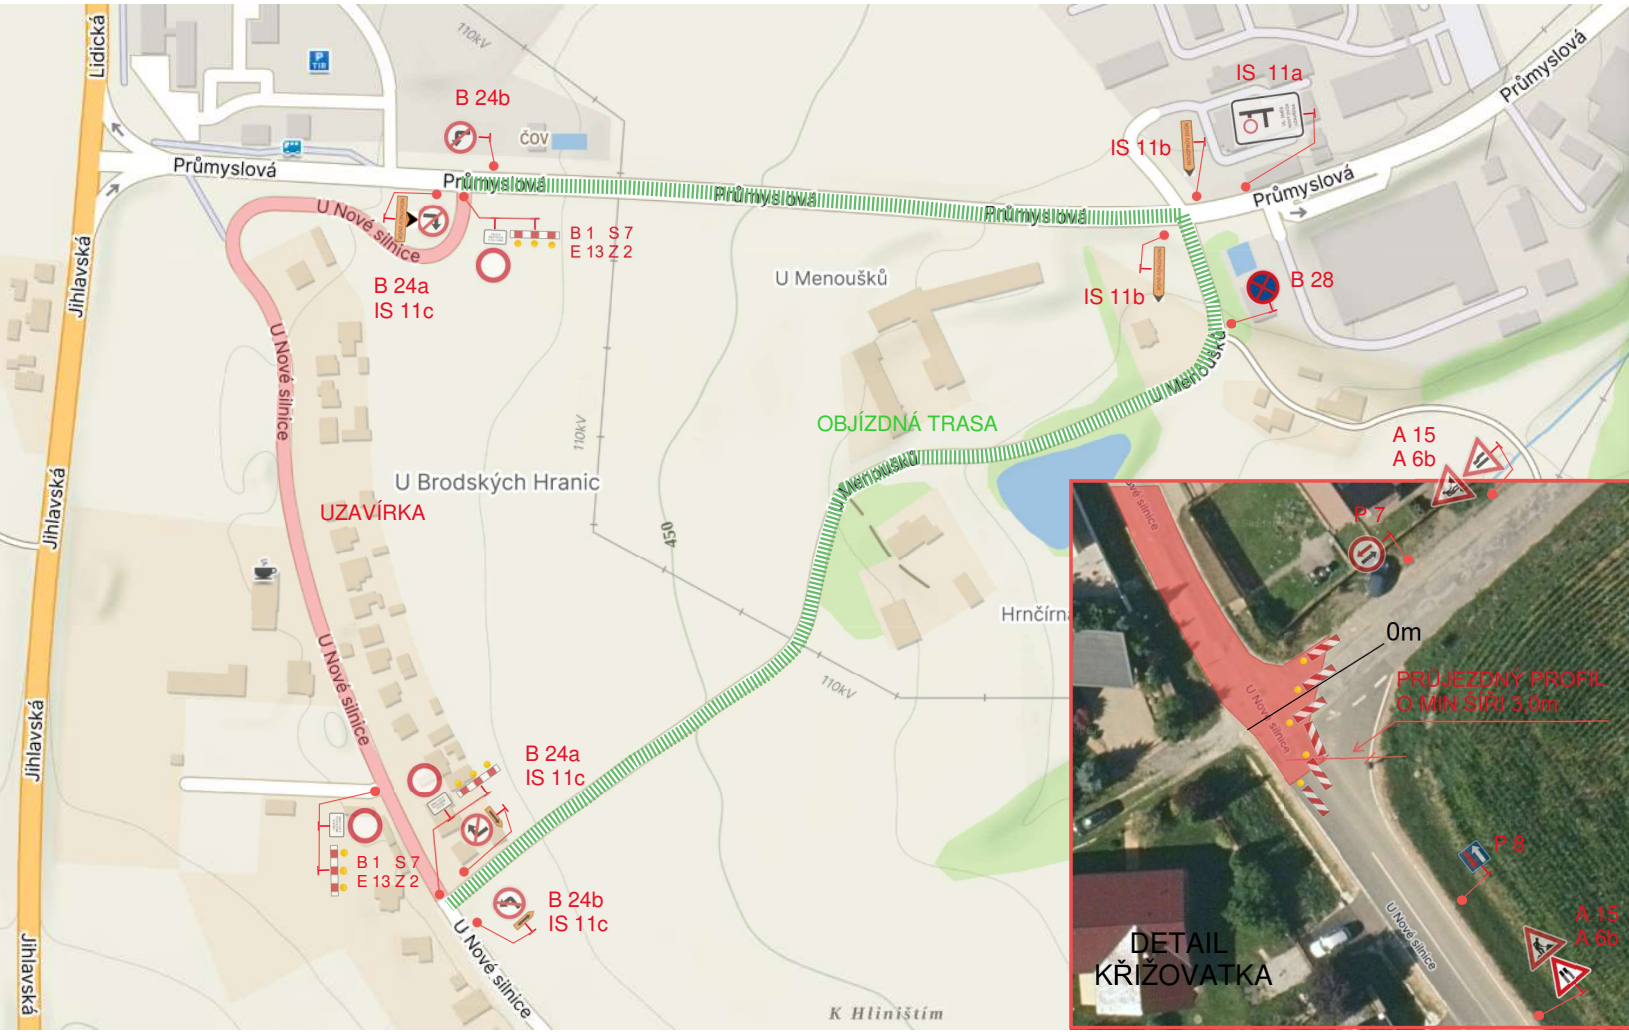 Lidická
110kV
P
TIR
B 24b
čov
Průmyslová
Průmyslová
Průmyslová
Průmyslová
Průmyslová
Průmyslová
IS 11a
IS 11b
IS 11b
B 28
U Nové silnice
B 24a
IS 11c
B 1 S 7
E 13 Z 2
U Menoušků
Jihlavská
U Nové silnice
110kV
OBJÍZDNÁ TRASA
U Menoušků
U Menoušků
U Brodských Hranic
UZAVÍRKA
450
Jihlavská
A 15
A 6b
P 7
Hrnčírn
0m
PRŮJEZDNÝ PROFIL
O MIN ŠÍŘI 3,0m
U Nové silnice
U Nové silnice
110kV
Jihlavská
B 24a
IS 11c
B 1 S 7
E 13 Z 2
B 24b
IS 11c
U Nové silnice
P 8
U Nové silnice
A 15
A 6b
DETAIL
KŘIŽOVATKA
Jihlavská
K Hliništím